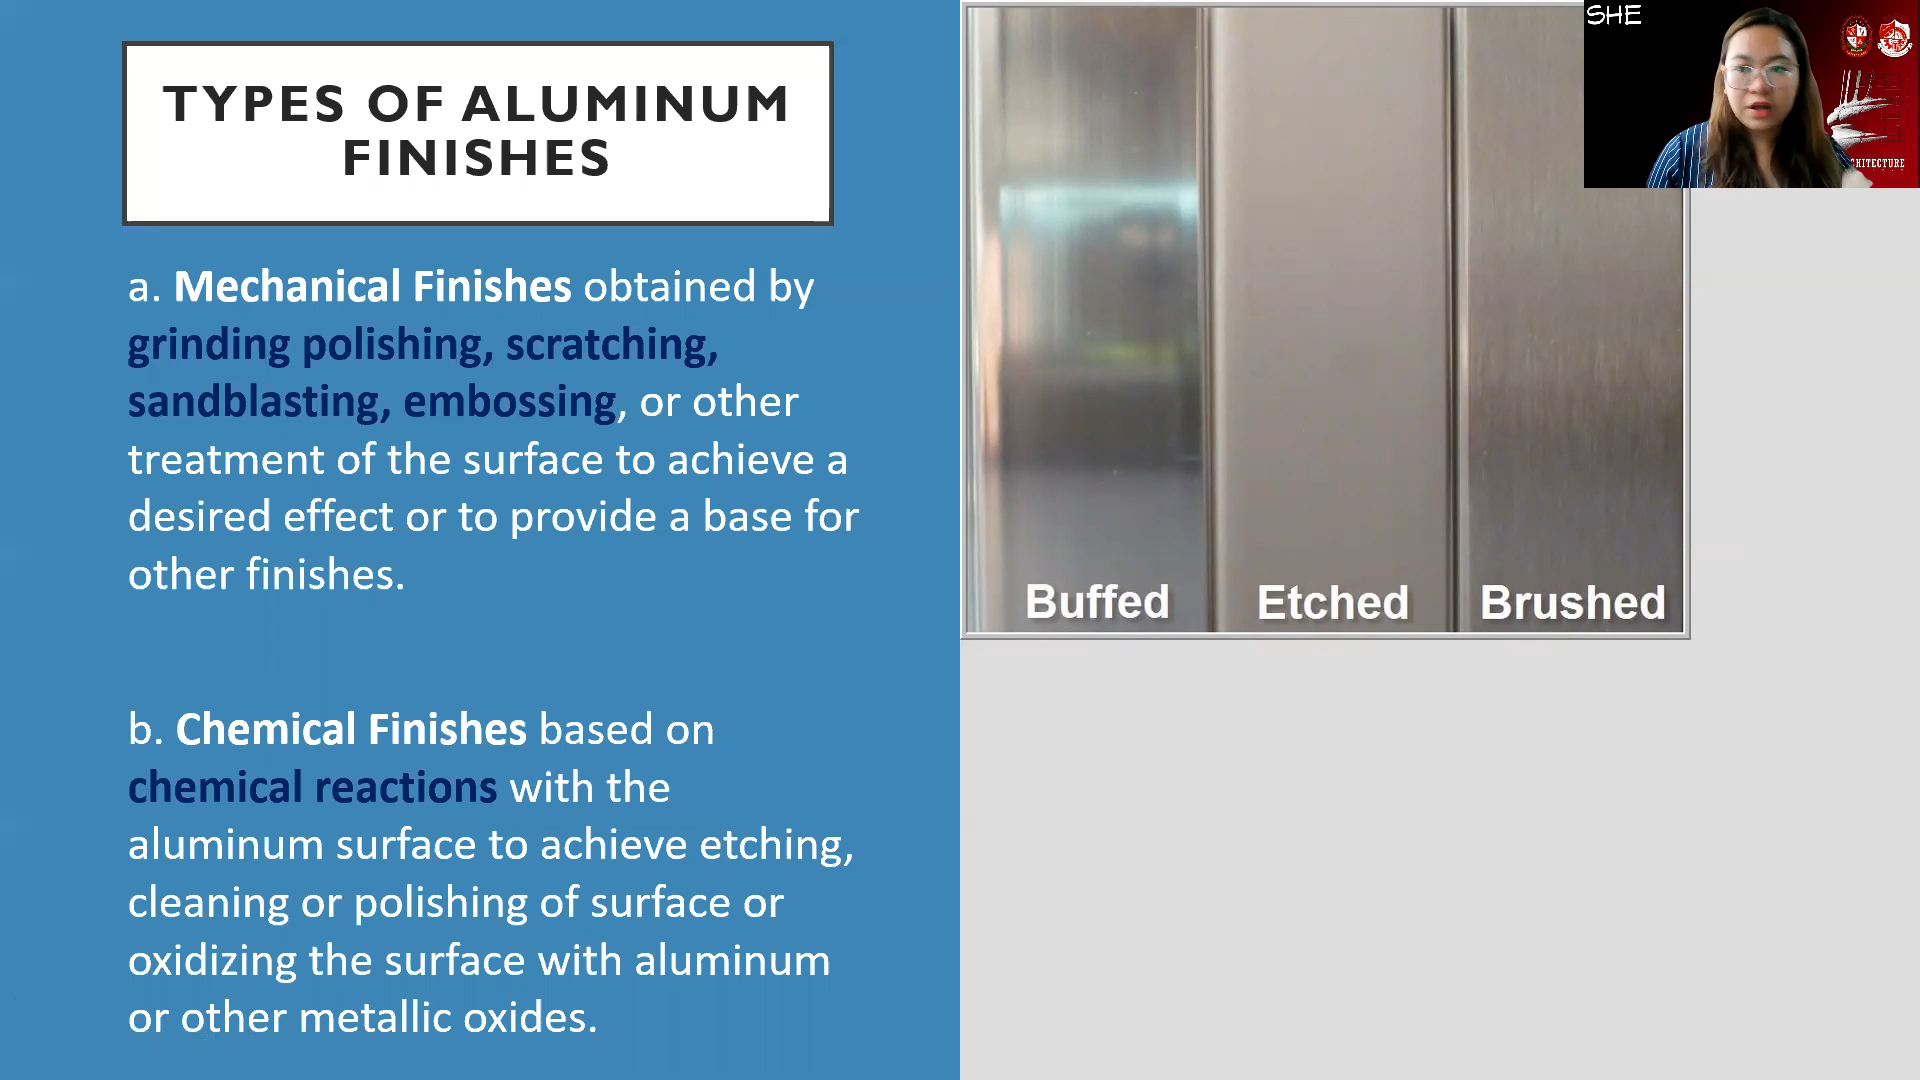 TYPES OF ALUMINUM
FINISHES
a. Mechanical Finishes obtained by
grinding polishing, scratching,
sandblasting, embossing, or other
treatment of the surface to achieve a
desired effect or to provide a base for
other finishes.
b. Chemical Finishes based on
chemical reactions with the
aluminum surface to achieve etching,
cleaning or polishing of surface or
oxidizing the surface with aluminum
or other metallic oxides.
Buffed
Etched
Brushed
SHE
CHITECTURE